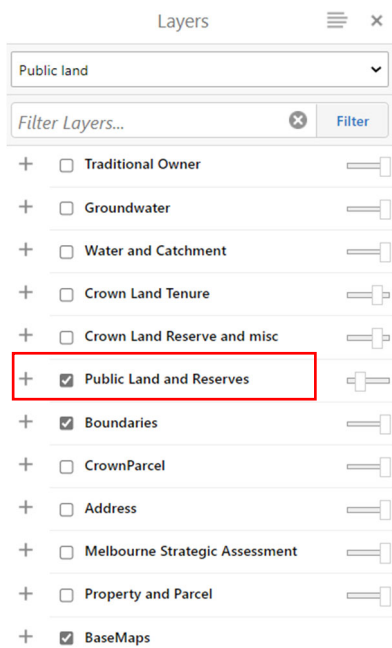 Layers
Public land
Filter Layers...
Filter
Traditional Owner
Groundwater
Water and Catchment
Crown Land Tenure
Crown Land Reserve and misc
Public Land and Reserves
Boundaries
CrownParcel
Address
Melbourne Strategic Assessment
Property and Parcel
BaseMaps